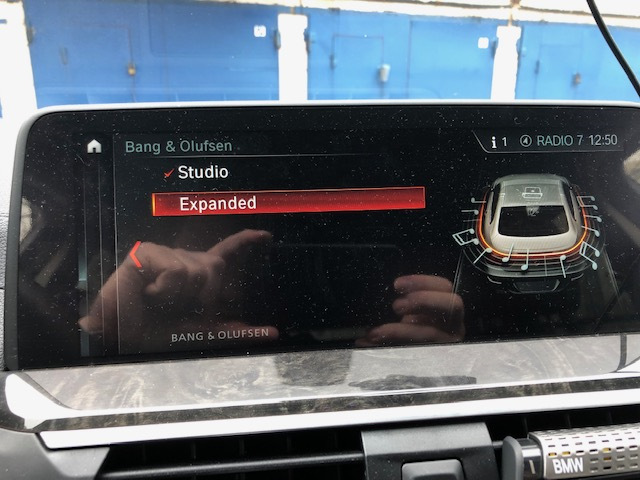 Bang & Olufsen
i 1 RADIO 7 12:50
Studio
Expanded
BANG & OLUFSEN
BMW